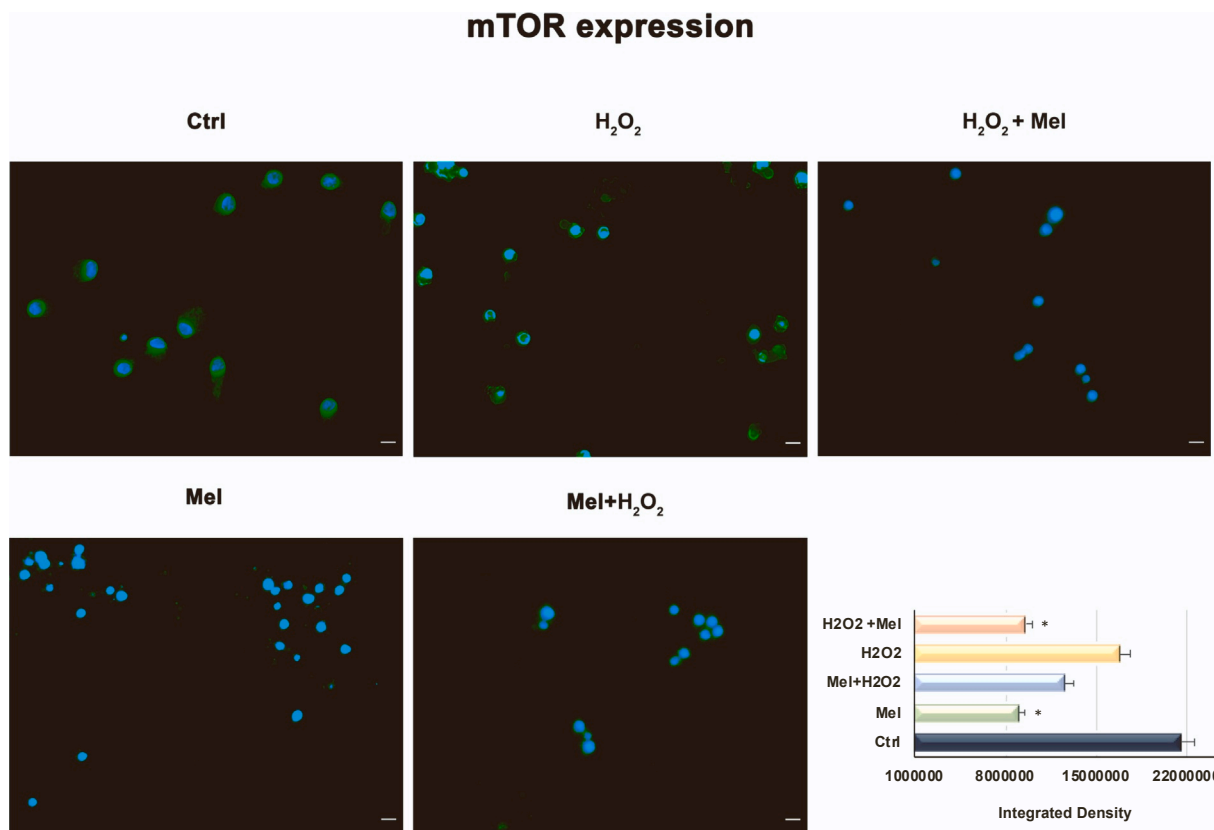 mTOR expression
Ctrl
H₂O₂
H₂O₂ + Mel
Mel
Mel+H₂O₂
H2O2 +Mel *
H2O2
Mel+H2O2
Mel *
Ctrl
1000000 8000000 15000000 22000000
Integrated Density